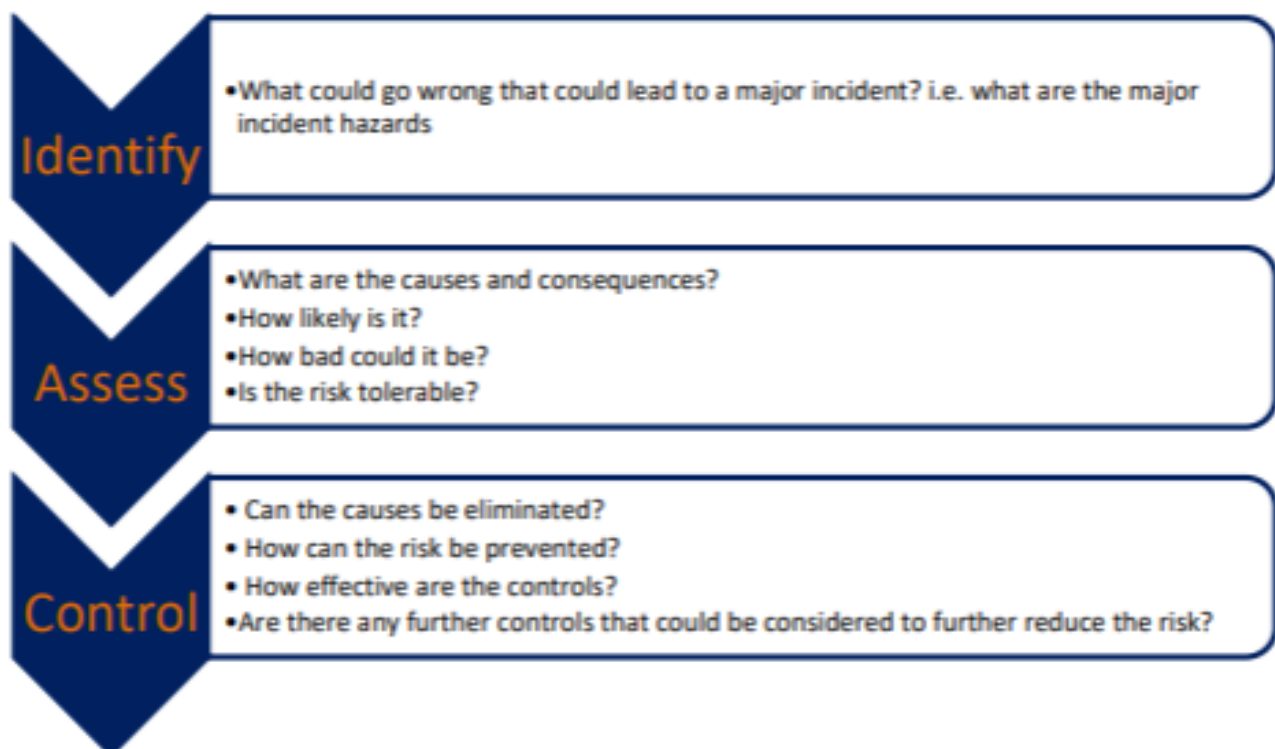 Identify
•What could go wrong that could lead to a major incident? i.e. what are the major
incident hazards
Assess
•What are the causes and consequences?
•How likely is it?
•How bad could it be?
•Is the risk tolerable?
Control
• Can the causes be eliminated?
• How can the risk be prevented?
• How effective are the controls?
•Are there any further controls that could be considered to further reduce the risk?